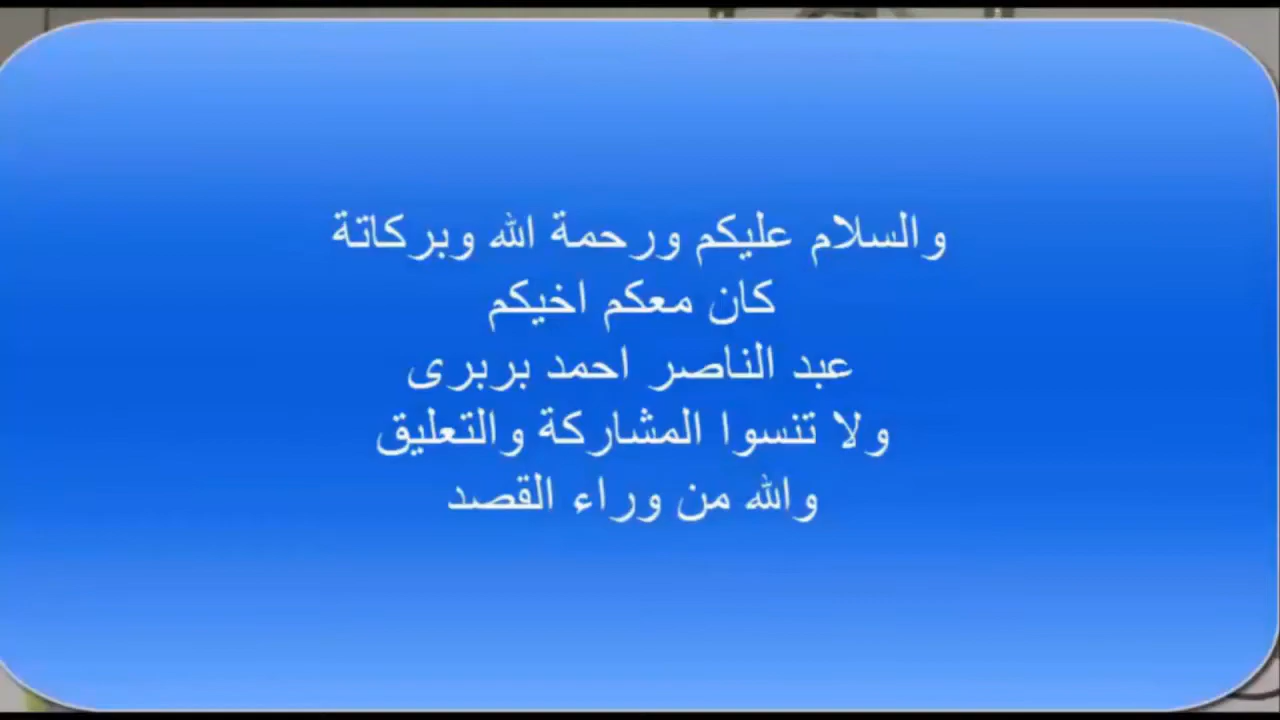 والسلام عليكم ورحمة الله وبركاتة
كان معكم اخيكم
عبد الناصر احمد بربرى
ولا تنسوا المشاركة والتعليق
والله من وراء القصد